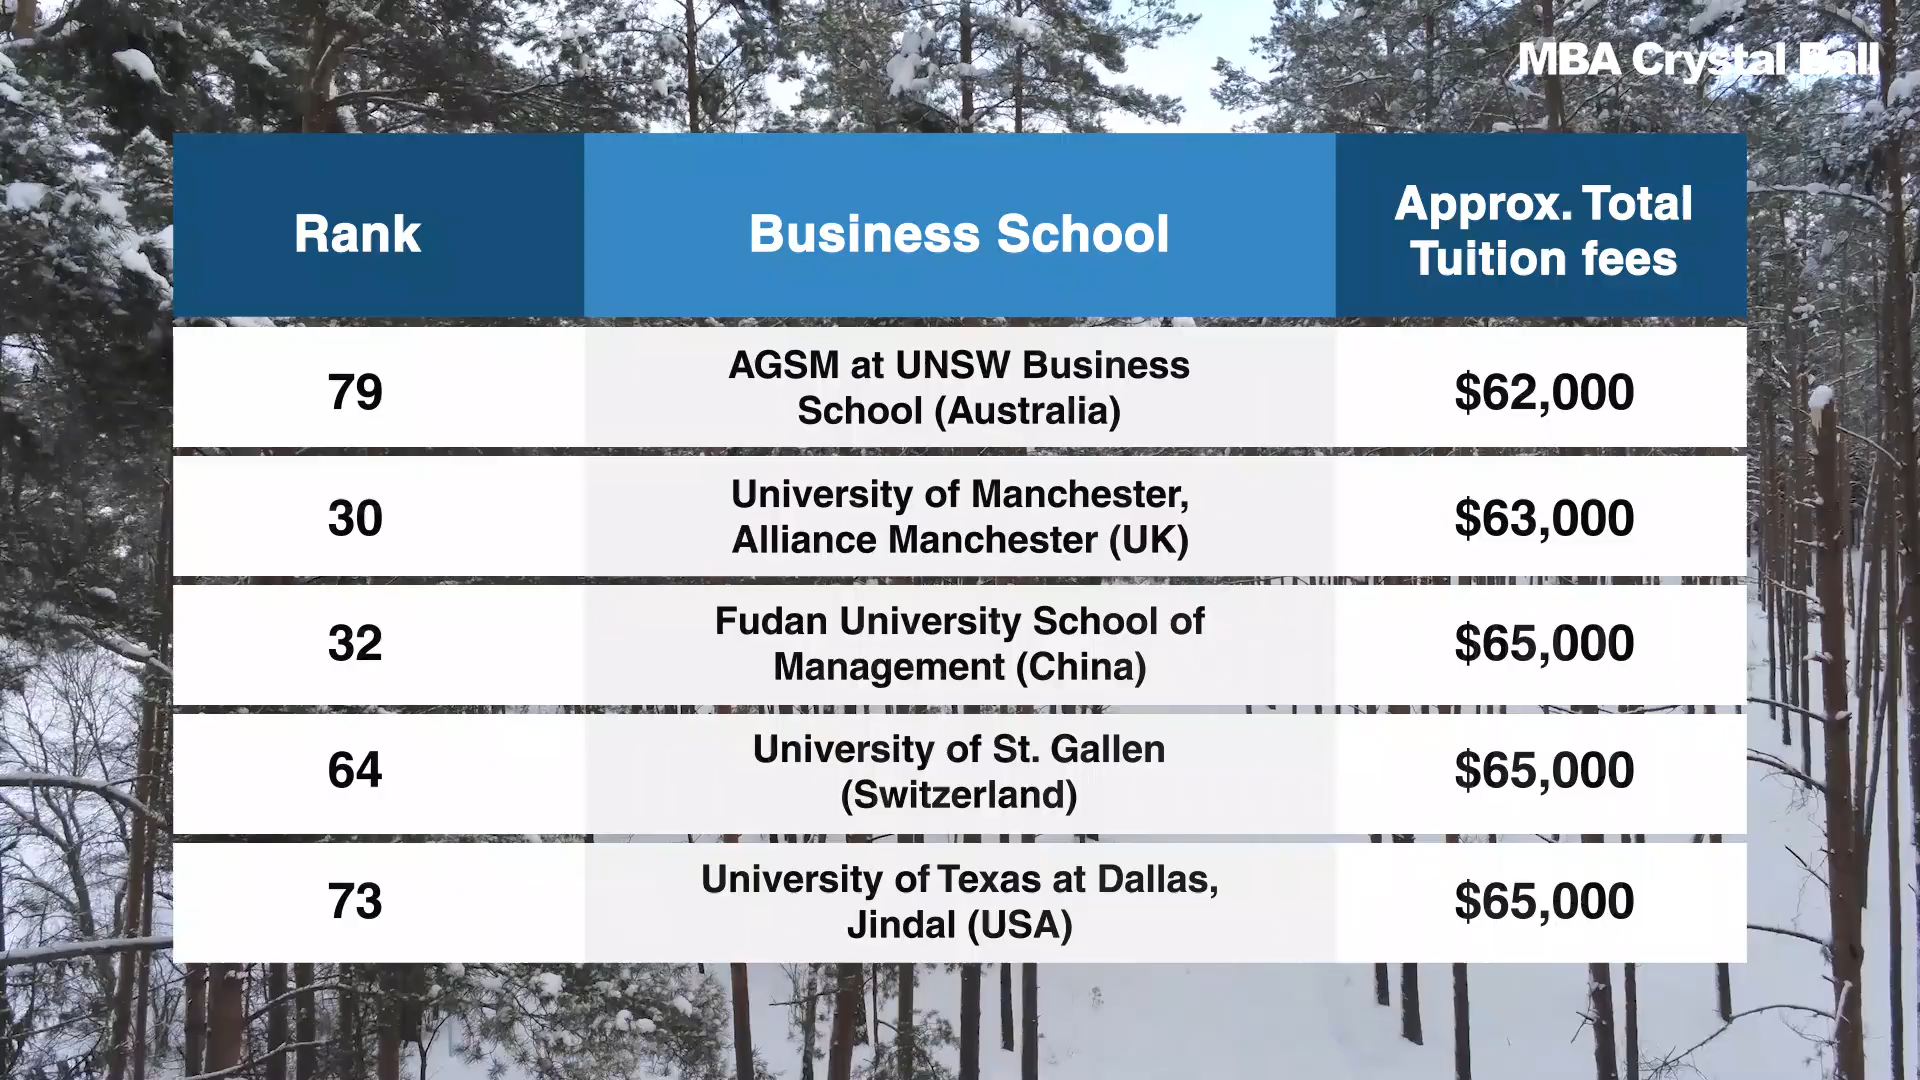 MBA Crystal Ball
Rank
Business School
Approx. Total
Tuition fees
79
AGSM at UNSW Business
School (Australia)
$62,000
30
University of Manchester,
Alliance Manchester (UK)
$63,000
32
Fudan University School of
Management (China)
$65,000
64
University of St. Gallen
(Switzerland)
$65,000
73
University of Texas at Dallas,
Jindal (USA)
$65,000